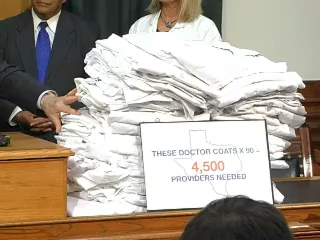 THESE DOCTOR COATS X 90 =
4,500
PROVIDERS NEEDED